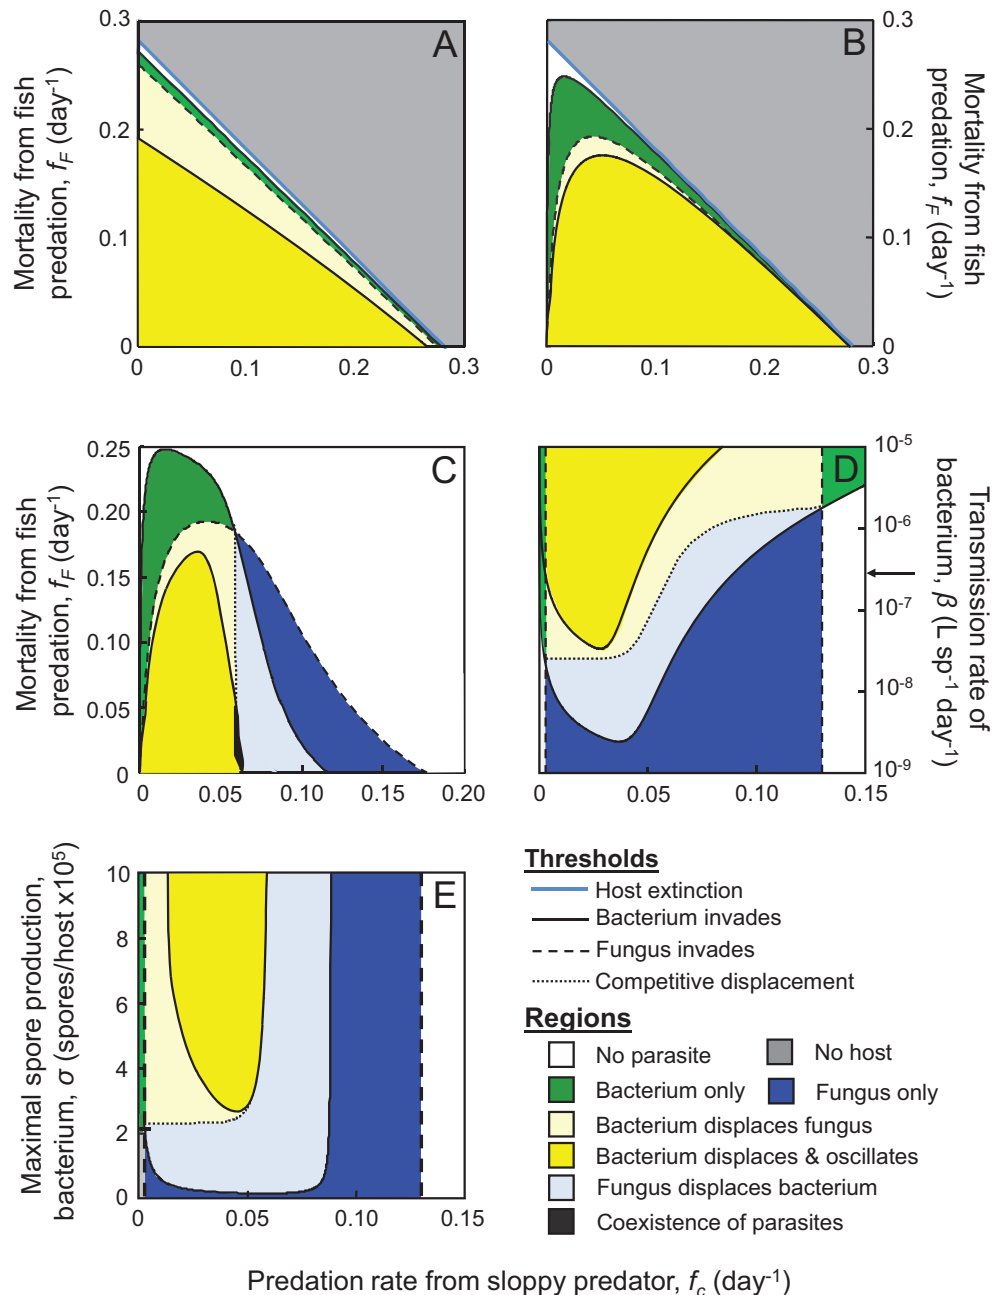 A
0.3
0.2
0.1
0
0
0.1
0.2
0.3
Mortality from fish
predation, f_F (day⁻¹)
B
0.3
0.2
0.1
0
0
0.1
0.2
0.3
Mortality from fish
predation, f_F (day⁻¹)
C
0.25
0.20
0.15
0.10
0.05
0
0
0.05
0.10
0.15
0.20
Mortality from fish
predation, f_F (day⁻¹)
D
10⁻⁵
10⁻⁶
10⁻⁷
10⁻⁸
10⁻⁹
0
0.05
0.10
0.15
Transmission rate of
bacterium, β (L sp⁻¹ day⁻¹)
E
10
8
6
4
2
0
0
0.05
0.10
0.15
Maximal spore production,
bacterium, σ (spores/host x10⁵)
Thresholds
Host extinction
Bacterium invades
Fungus invades
Competitive displacement
Regions
No parasite
No host
Bacterium only
Fungus only
Bacterium displaces fungus
Bacterium displaces & oscillates
Fungus displaces bacterium
Coexistence of parasites
Predation rate from sloppy predator, f_c (day⁻¹)